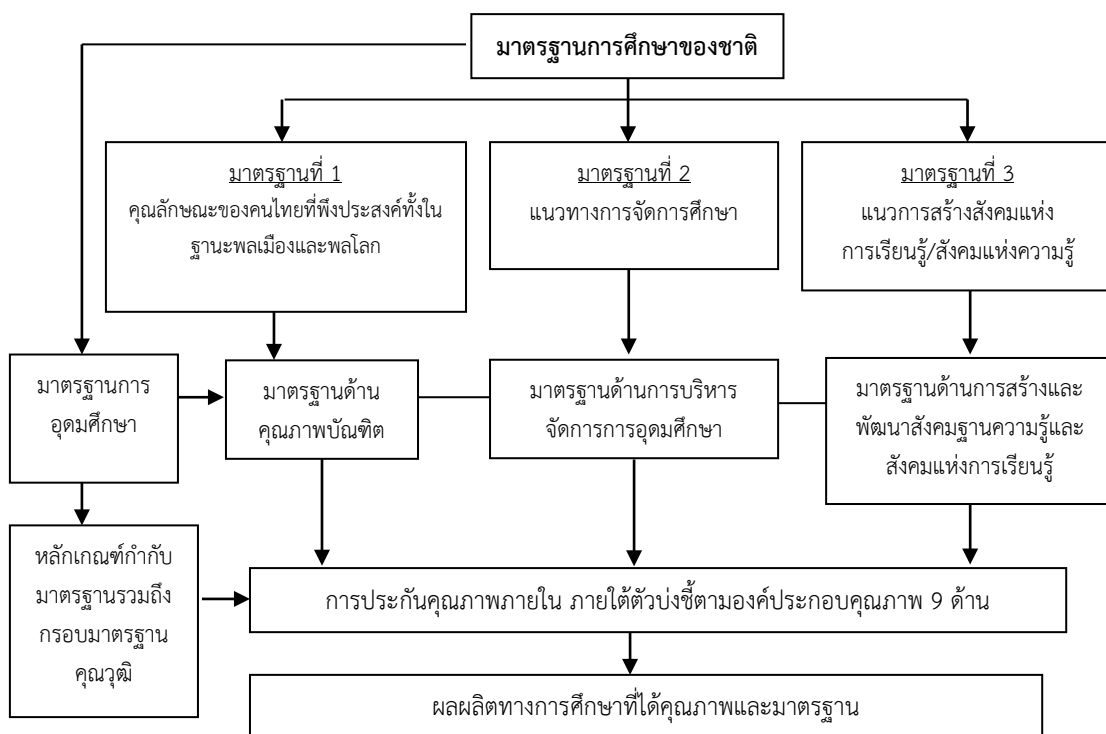 มาตรฐานการศึกษาของชาติ
มาตรฐานที่ 1
คุณลักษณะของคนไทยที่พึงประสงค์ทั้งใน
ฐานะพลเมืองและพลโลก
มาตรฐานที่ 2
แนวทางการจัดการศึกษา
มาตรฐานที่ 3
แนวการสร้างสังคมแห่ง
การเรียนรู้/สังคมแห่งความรู้
มาตรฐานการ
อุดมศึกษา
มาตรฐานด้าน
คุณภาพบัณฑิต
มาตรฐานด้านการบริหาร
จัดการการอุดมศึกษา
มาตรฐานด้านการสร้างและ
พัฒนาสังคมฐานความรู้และ
สังคมแห่งการเรียนรู้
หลักเกณฑ์กำกับ
มาตรฐานรวมถึง
กรอบมาตรฐาน
คุณวุฒิ
การประกันคุณภาพภายใน ภายใต้ตัวบ่งชี้ตามองค์ประกอบคุณภาพ 9 ด้าน
ผลผลิตทางการศึกษาที่ได้คุณภาพและมาตรฐาน